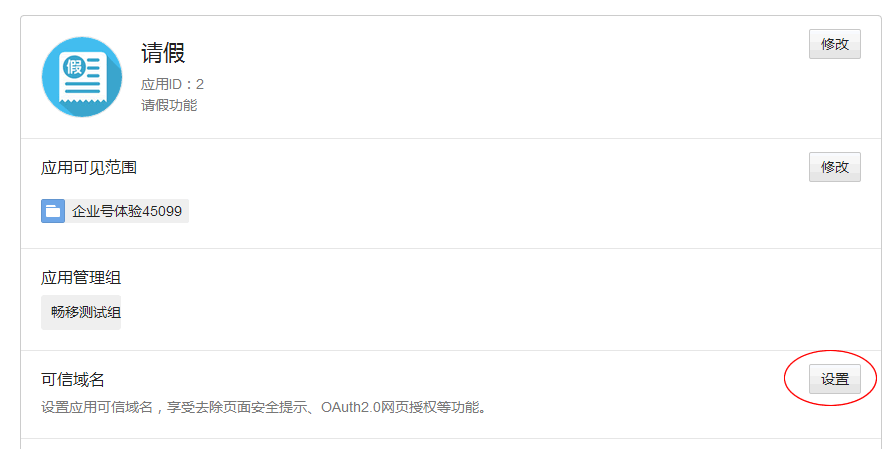 请假
修改
假
应用ID：2
请假功能
应用可见范围
修改
企业号体验45099
应用管理组
畅移测试组
可信域名
设置
设置应用可信域名，享受去除页面安全提示、OAuth2.0网页授权等功能。